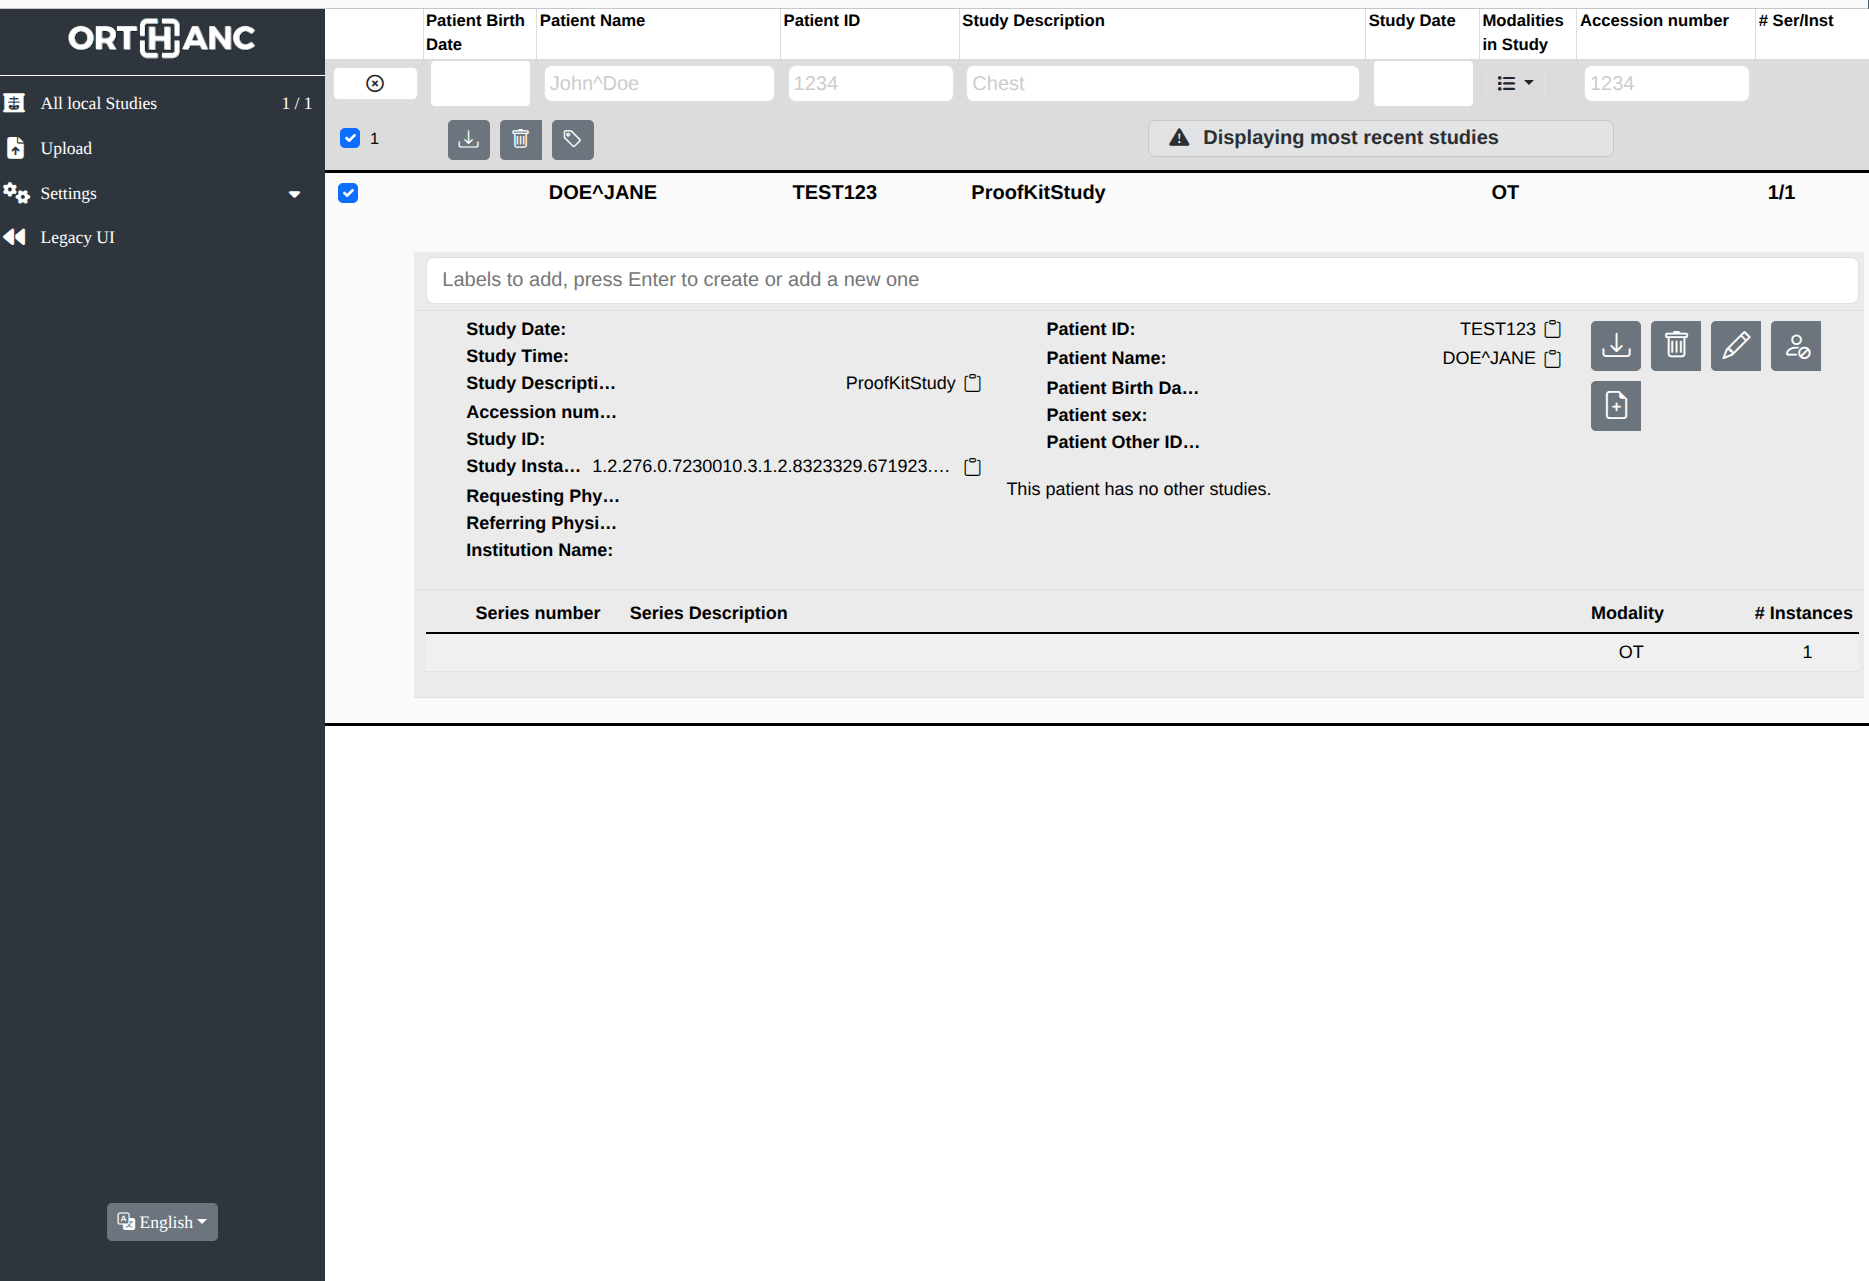 ORTHANC
All local Studies 1 / 1
Upload
Settings
Legacy UI
English
Patient Birth Date Patient Name Patient ID Study Description Study Date Modalities in Study Accession number # Ser/Inst
John^Doe 1234 Chest 1234
1 Displaying most recent studies
DOE^JANE TEST123 ProofKitStudy OT 1/1
Labels to add, press Enter to create or add a new one
Study Date:
Study Time:
Study Descripti... ProofKitStudy
Accession num...
Study ID:
Study Insta... 1.2.276.0.7230010.3.1.2.8323329.671923....
Requesting Phy...
Referring Physi...
Institution Name:
Patient ID: TEST123
Patient Name: DOE^JANE
Patient Birth Da...
Patient sex:
Patient Other ID...
This patient has no other studies.
Series number Series Description Modality # Instances
OT 1